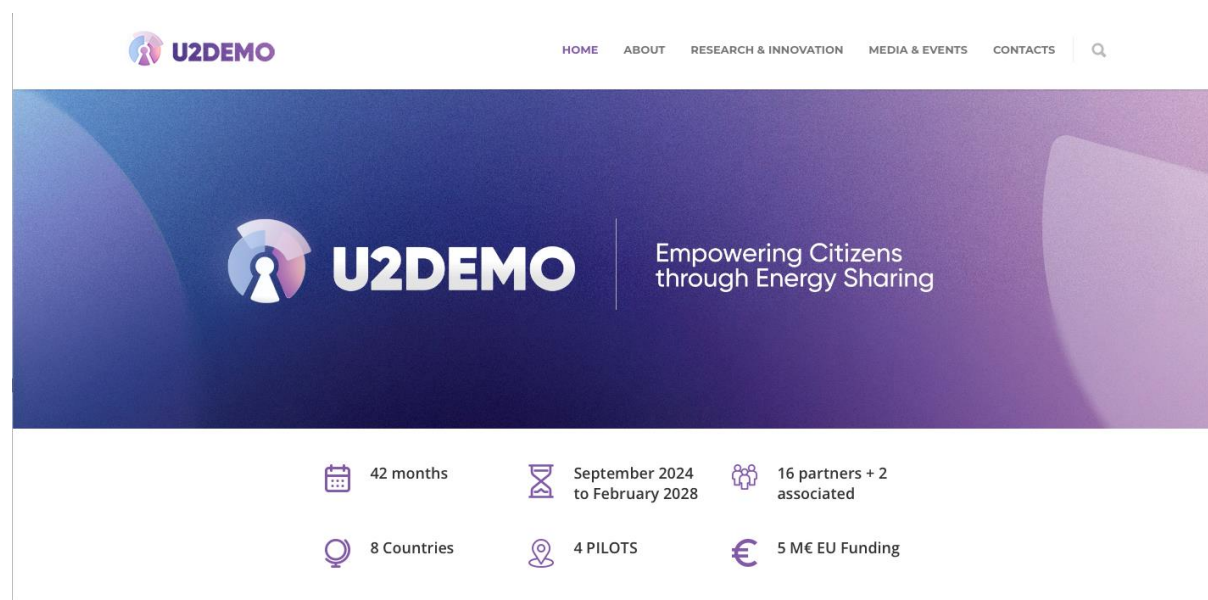 U2DEMO
HOME ABOUT RESEARCH & INNOVATION MEDIA & EVENTS CONTACTS
U2DEMO
Empowering Citizens
through Energy Sharing
42 months
September 2024
to February 2028
16 partners + 2
associated
8 Countries
4 PILOTS
5 M€ EU Funding